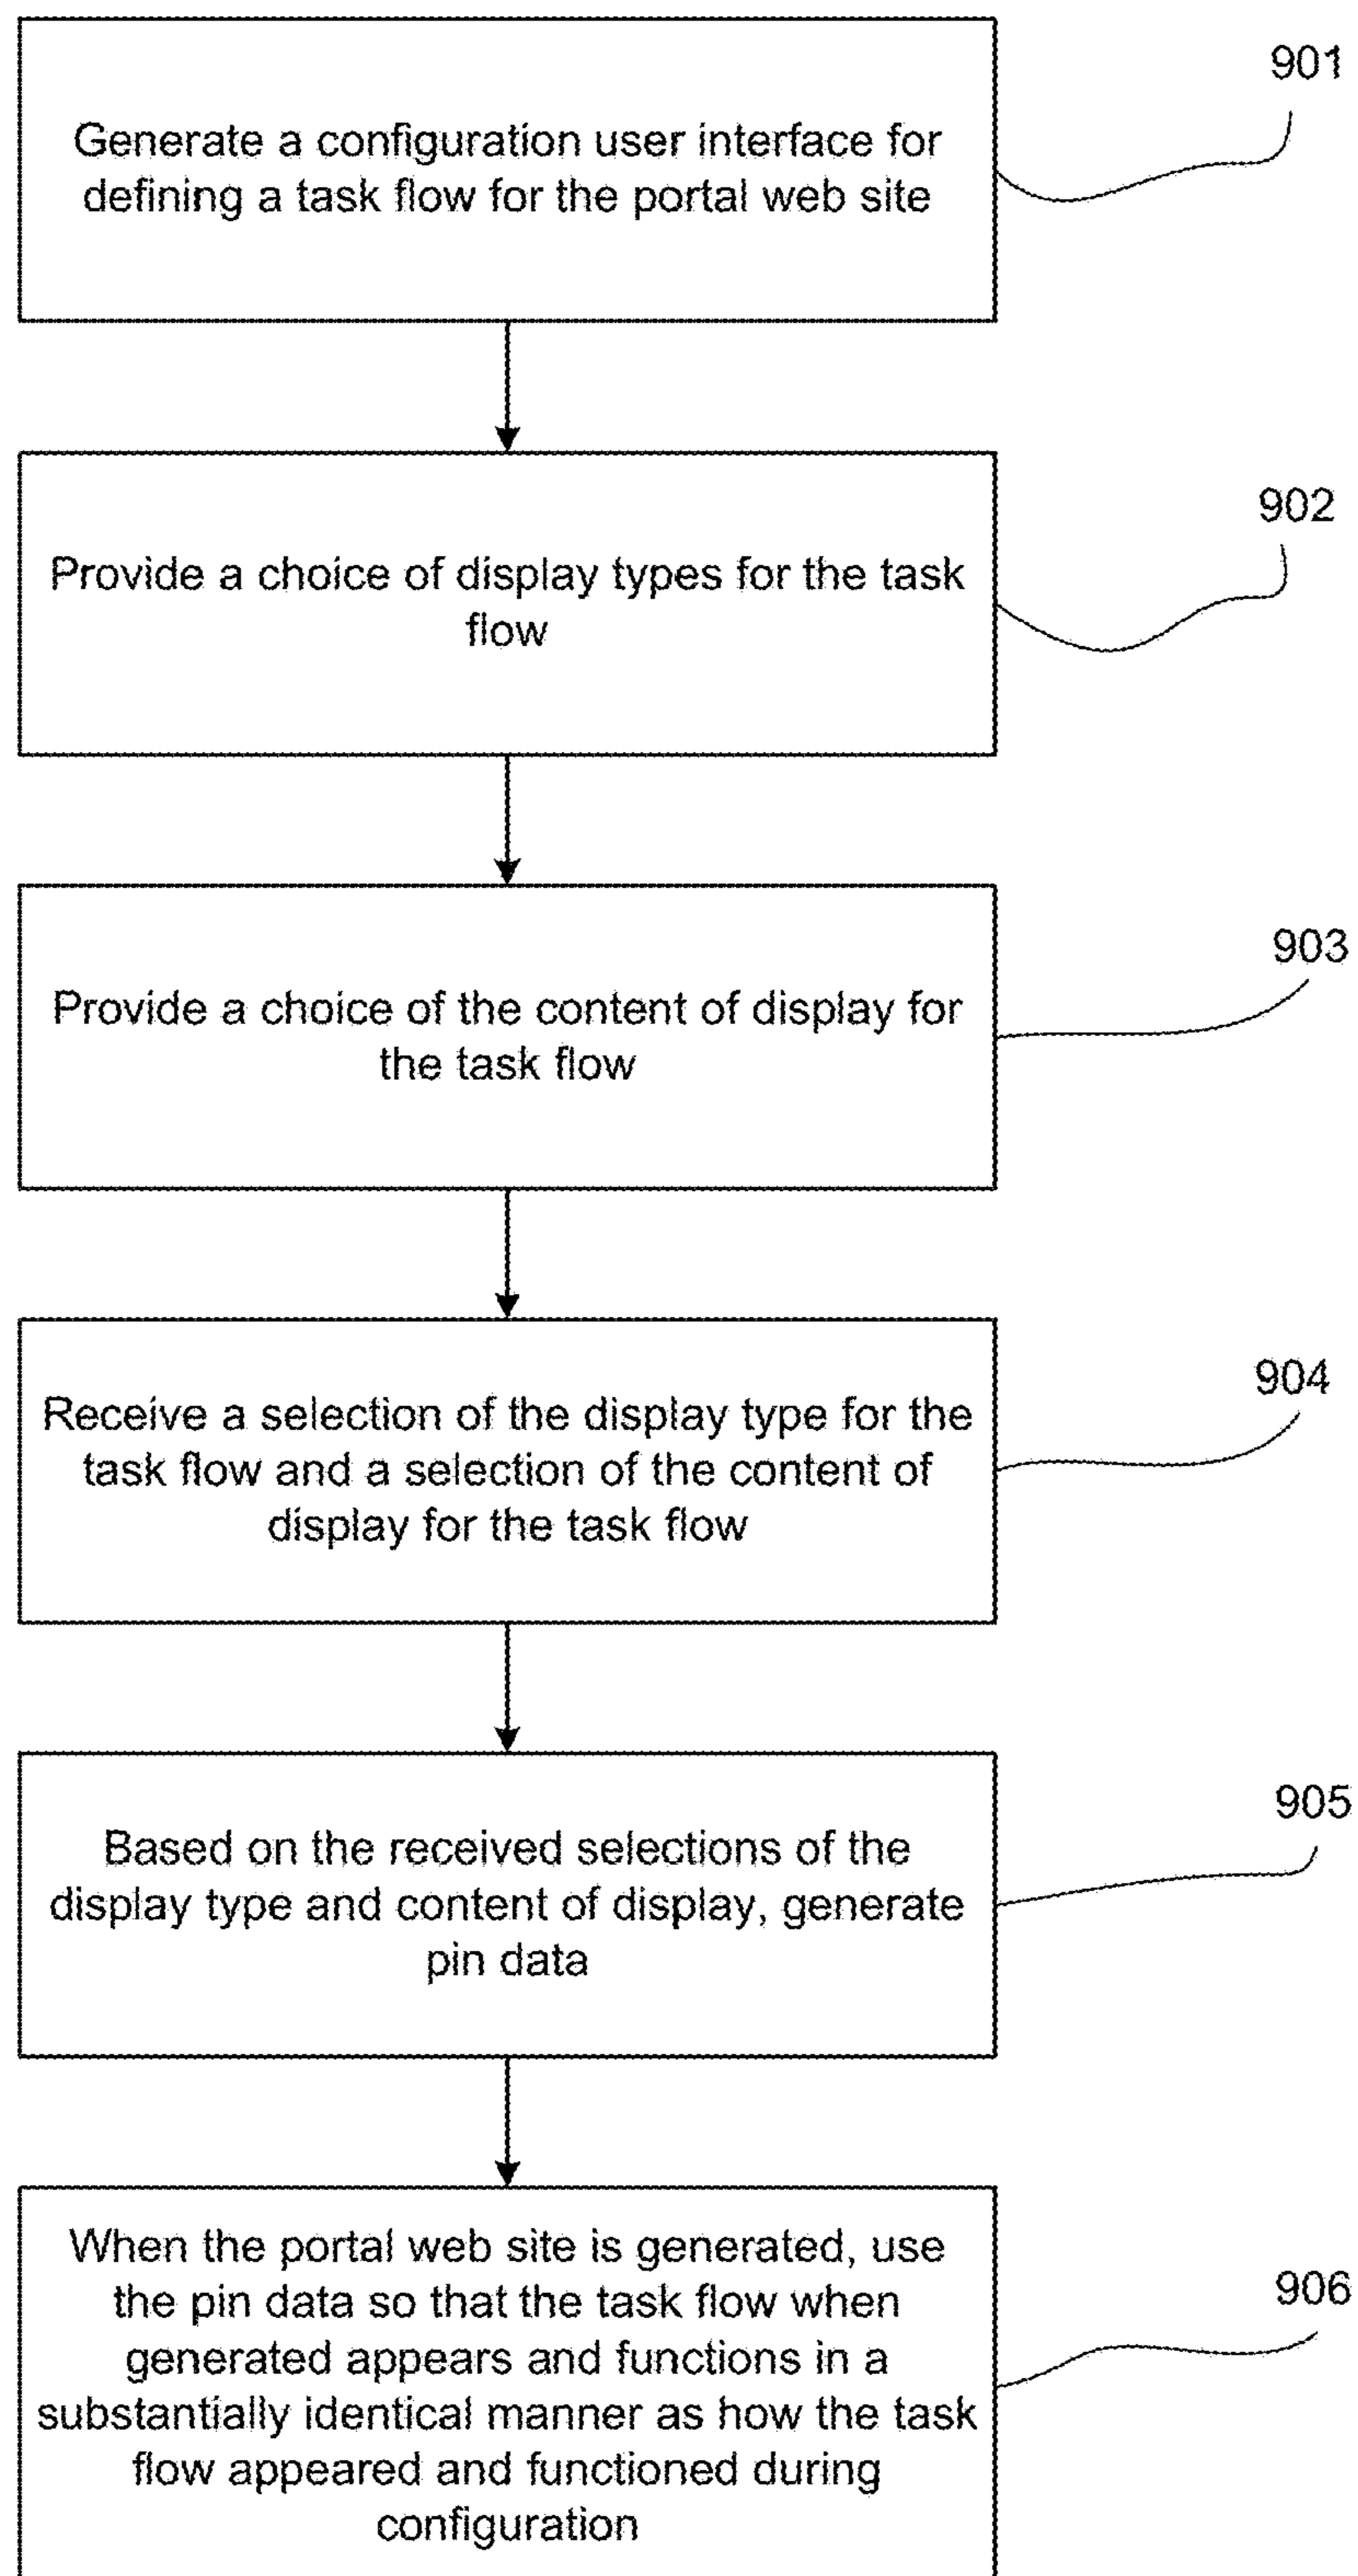 901
Generate a configuration user interface for
defining a task flow for the portal web site
902
Provide a choice of display types for the task
flow
903
Provide a choice of the content of display for
the task flow
904
Receive a selection of the display type for the
task flow and a selection of the content of
display for the task flow
905
Based on the received selections of the
display type and content of display, generate
pin data
906
When the portal web site is generated, use
the pin data so that the task flow when
generated appears and functions in a
substantially identical manner as how the task
flow appeared and functioned during
configuration